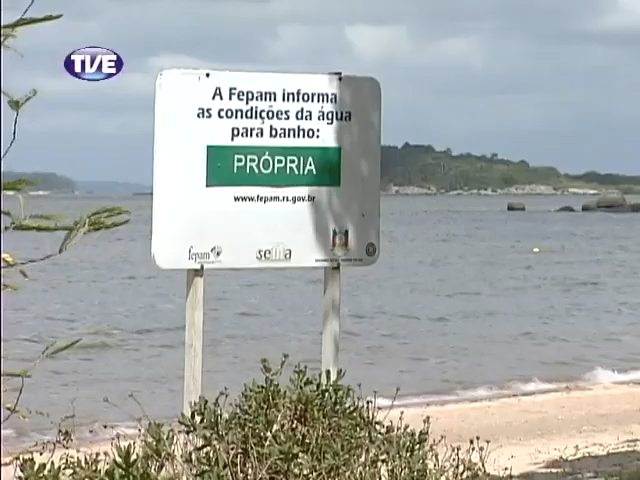 TVE
A Fepam informa
as condições da água
para banho:
PRÓPRIA
www.fepam.rs.gov.br
fepam
sema